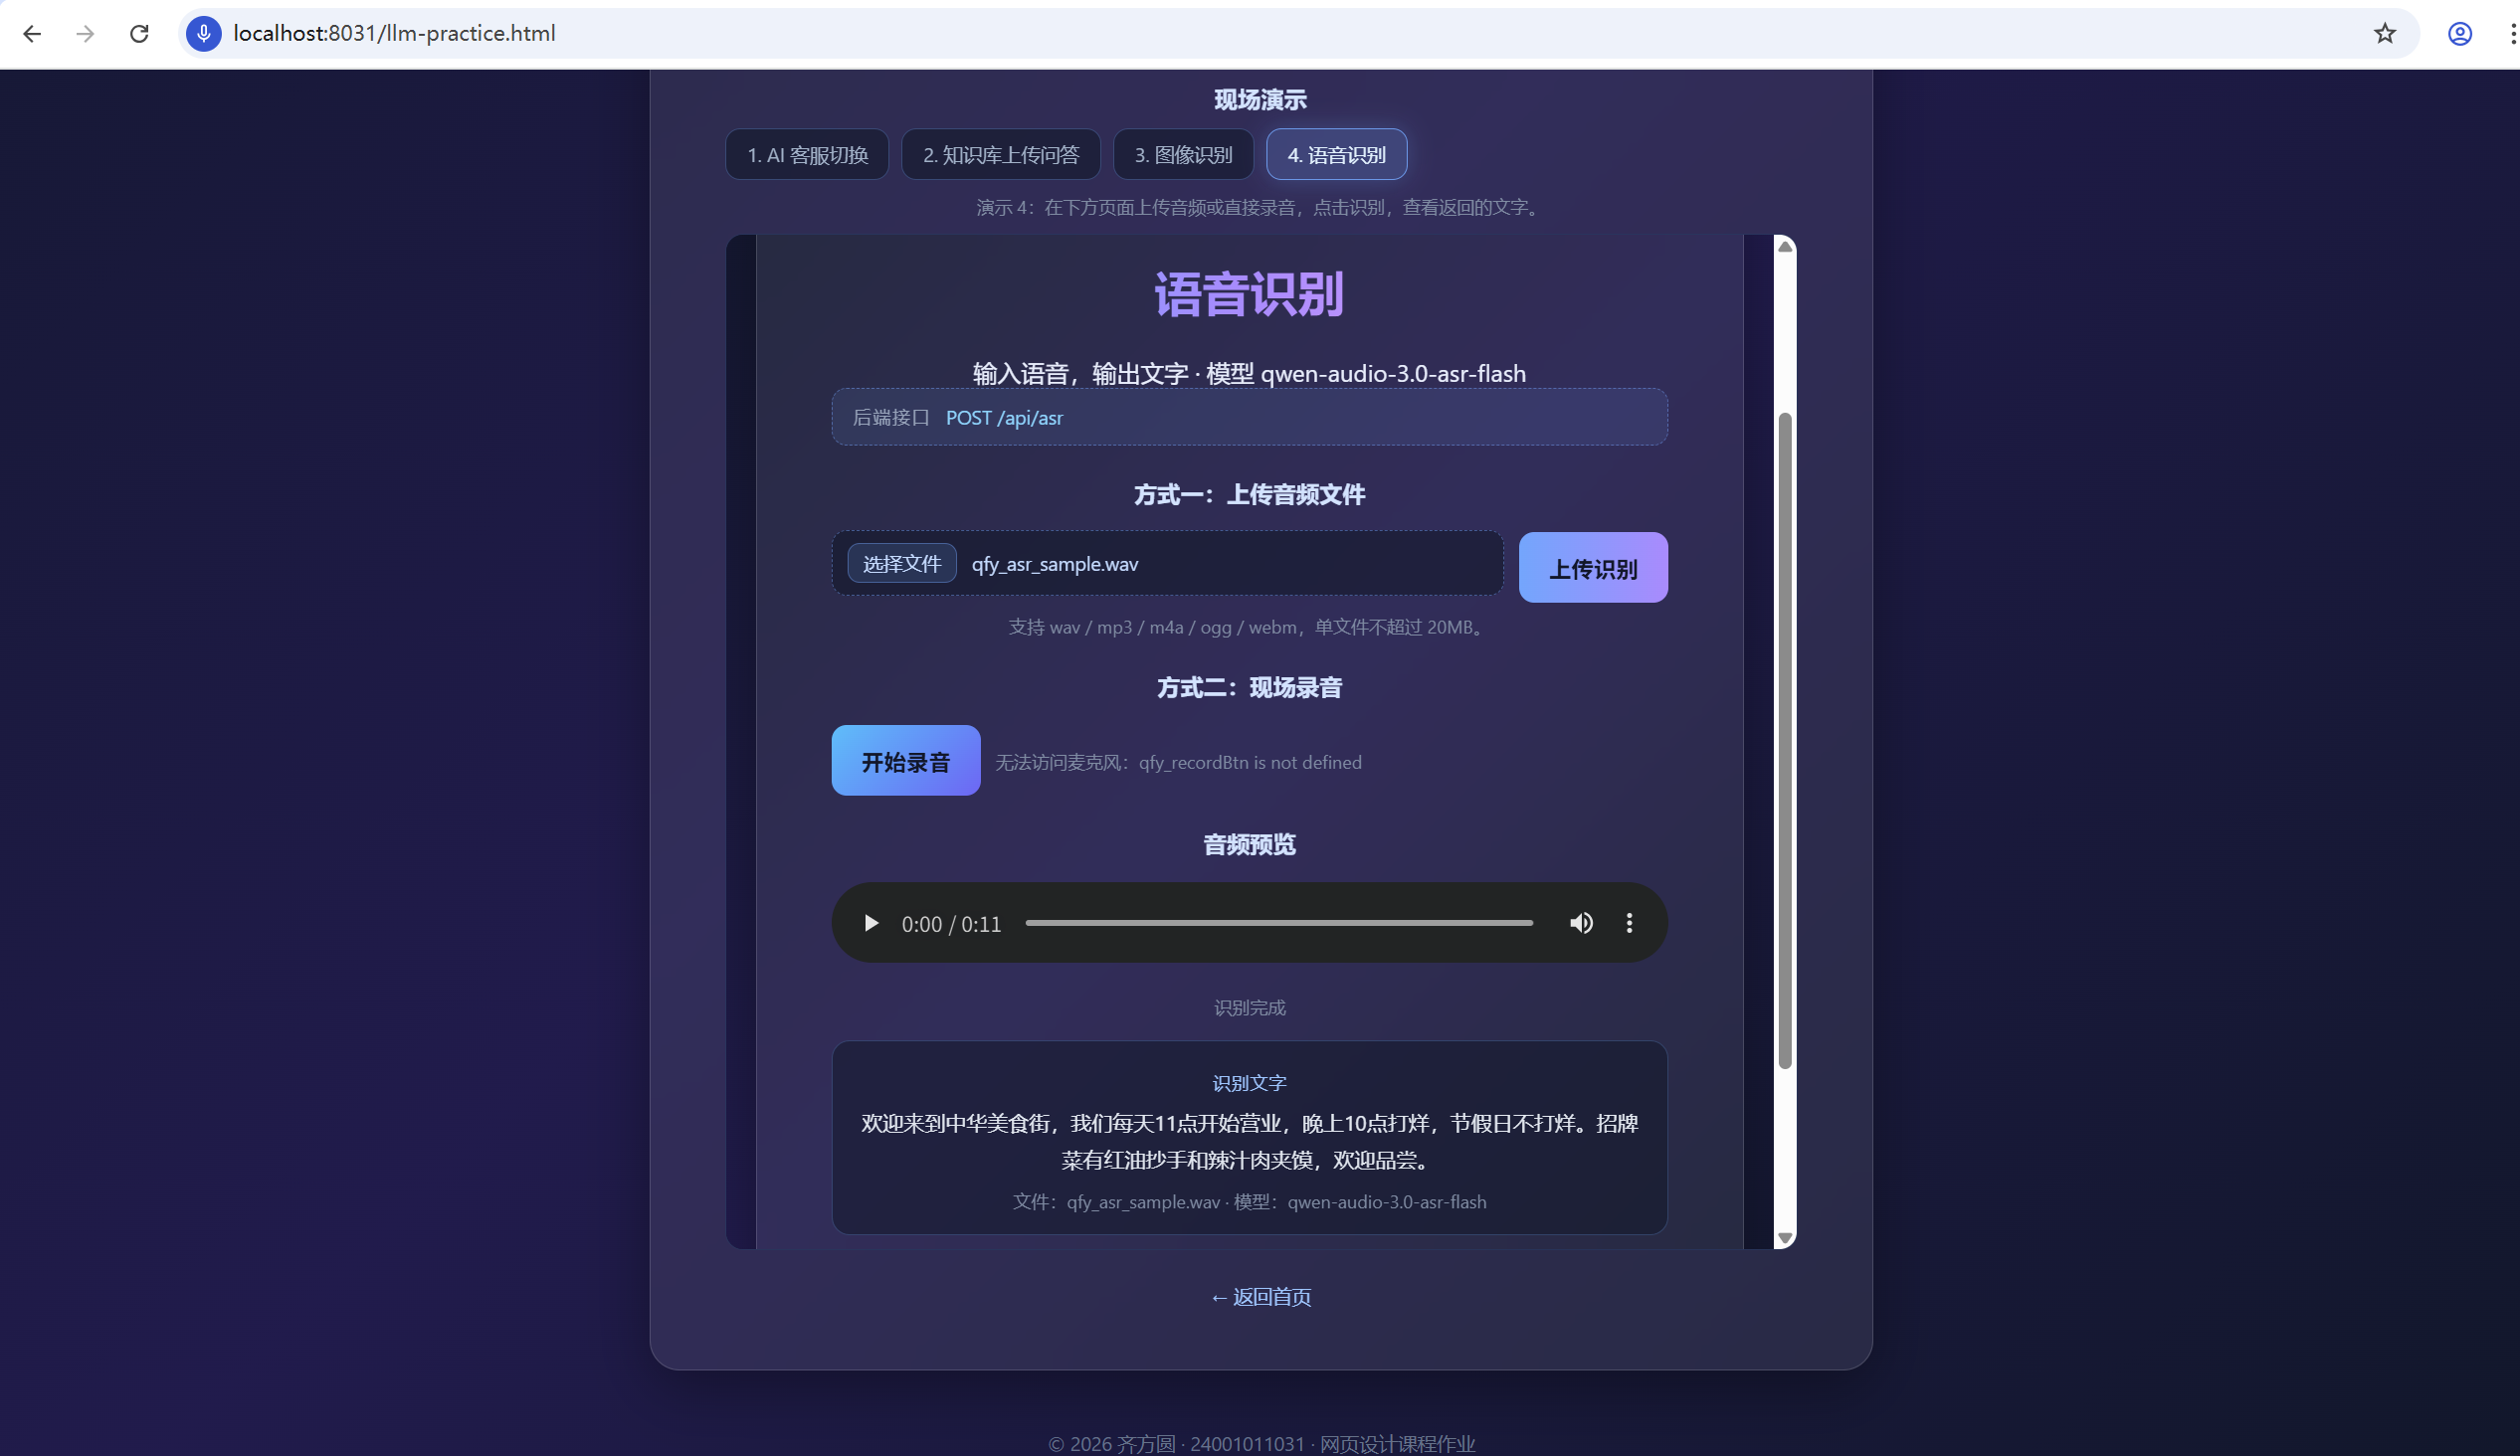 localhost:8031/llm-practice.html
现场演示
1. AI 客服切换
2. 知识库上传问答
3. 图像识别
4. 语音识别
演示 4：在下方页面上传音频或直接录音，点击识别，查看返回的文字。
语音识别
输入语音，输出文字 · 模型 qwen-audio-3.0-asr-flash
后端接口 POST /api/asr
方式一：上传音频文件
选择文件 qfy_asr_sample.wav
上传识别
支持 wav / mp3 / m4a / ogg / webm，单文件不超过 20MB。
方式二：现场录音
开始录音
无法访问麦克风：qfy_recordBtn is not defined
音频预览
0:00 / 0:11
识别完成
识别文字
欢迎来到中华美食街，我们每天11点开始营业，晚上10点打烊，节假日不打烊。招牌
菜有红油抄手和辣汁肉夹馍，欢迎品尝。
文件：qfy_asr_sample.wav · 模型：qwen-audio-3.0-asr-flash
← 返回首页
© 2026 齐方圆 · 24001011031 · 网页设计课程作业